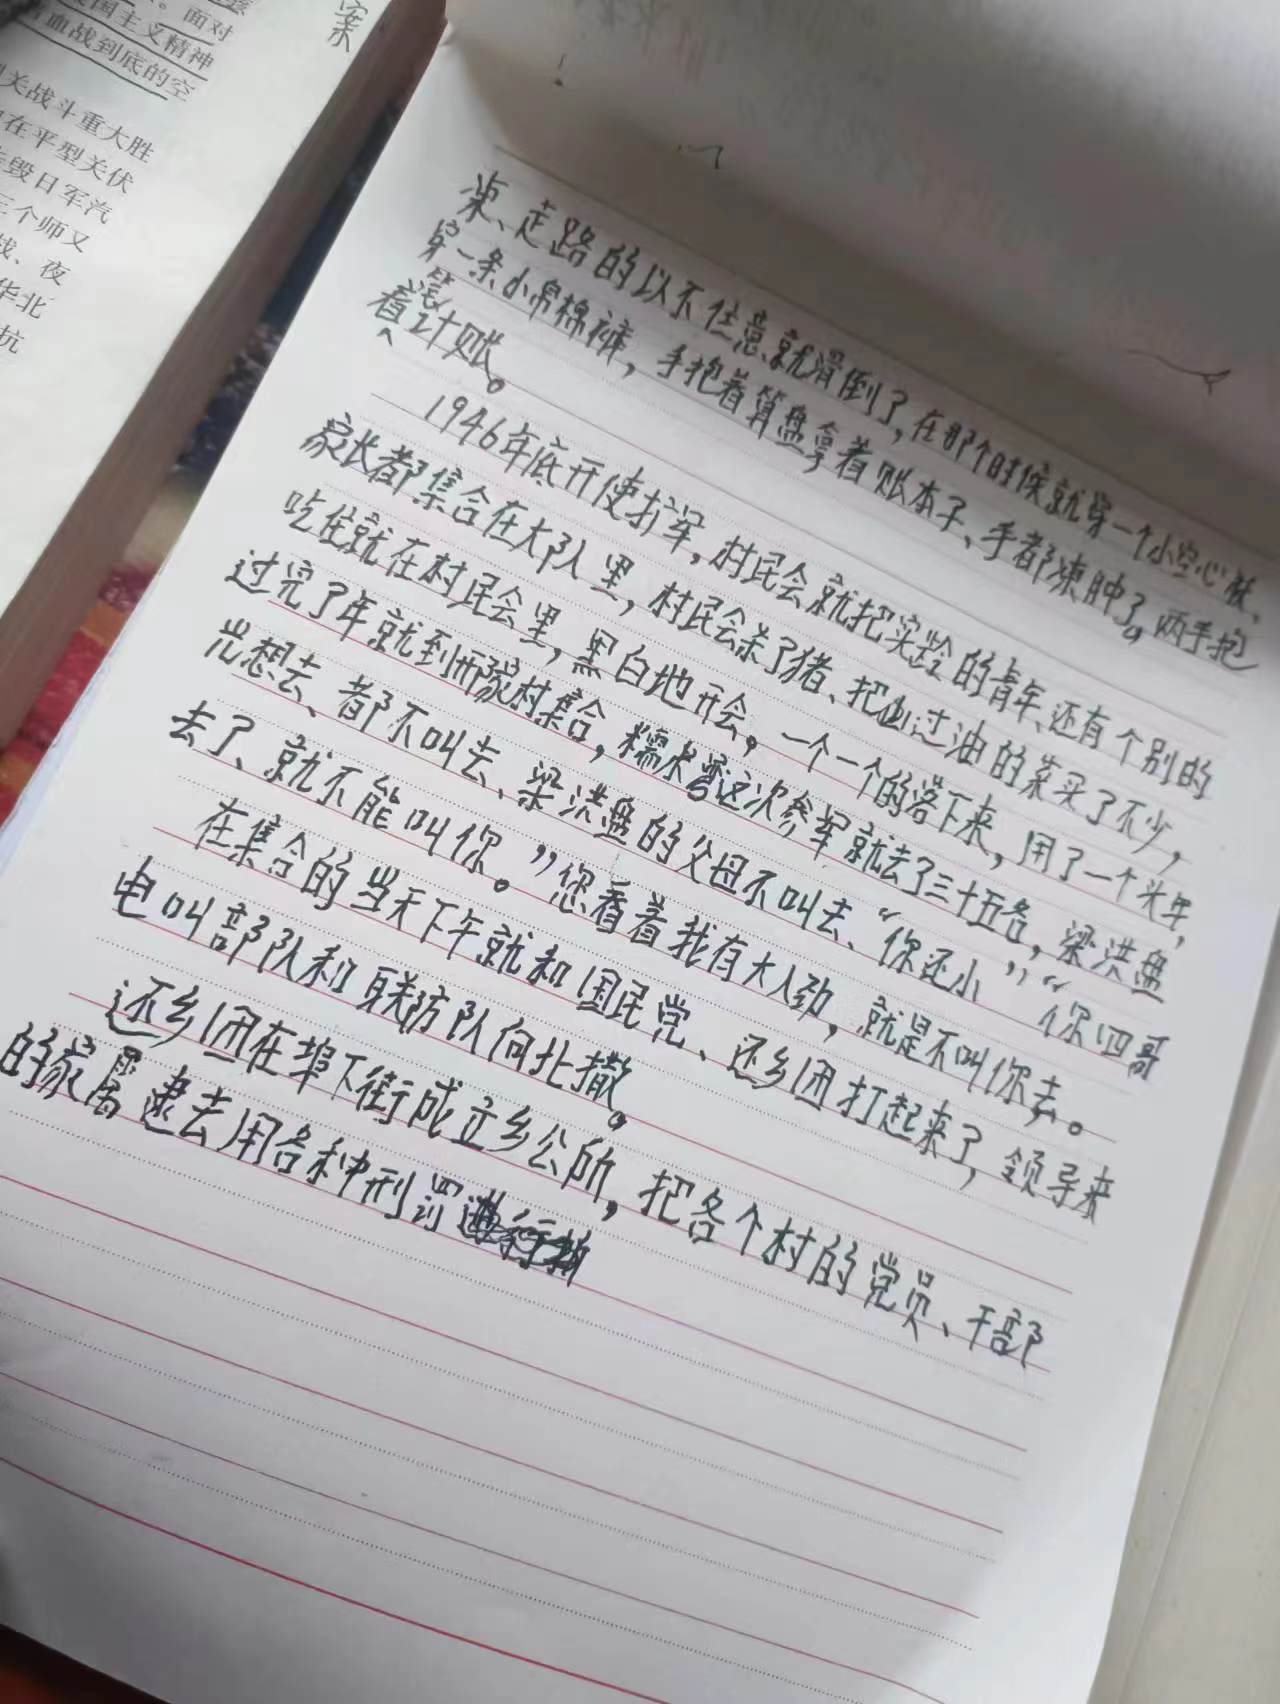 案
面对
国主义精神
血战到底的空
关战斗重大胜
在平型关伏
毁日军汽
三个师又
战、夜
华北
抗
冻、走路的以不住意就滑倒了,在那个时候就穿一个小空心袄、
穿一条小帛棉裤,手抱着算盘拿着账本子、手都冻肿了。两手抱
着算计账。
1946年底开使扩军,村民会就把实龄的青年、还有个别的
家长都集合在大队里,村民会杀了猪、把出过油的菜买了不少,
吃住就在村民会里,黑白地开会。一个一个的落下来,用了一个头年,
过完了年就到邢家村集合,糯米弯这次参军就去了三十五名,梁洪盘
光想去、都不叫去、梁洪盘的父母不叫去、“你还小”“你四哥
去了、就不能叫你。”您看着我有大人劲,就是不叫你去。
在集合的当天下午就和国民党、还乡团打起来了,领导来
电叫部队和联防队向北撤。
还乡团在埠下街成立乡公所,把各个村的党员、干部
的家属逮去用各种刑罚